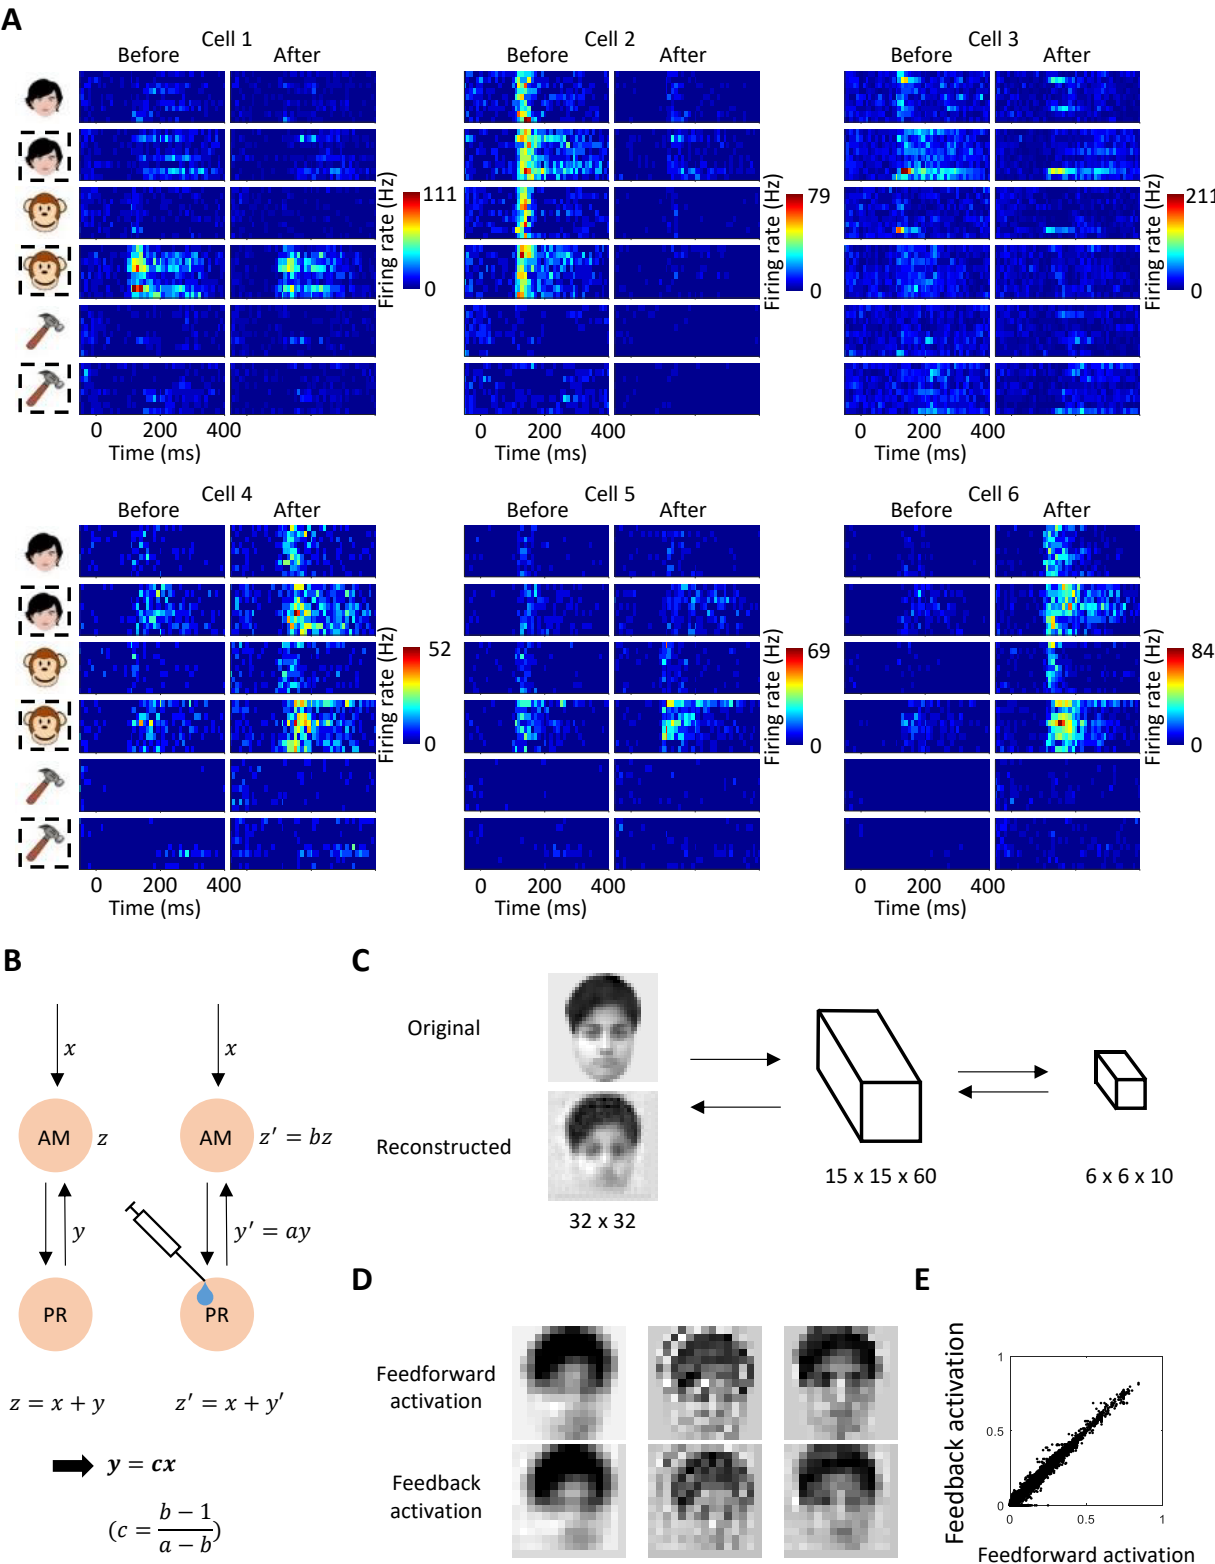 A
Cell 1
Before After
Cell 2
Before After
Cell 3
Before After
Firing rate (Hz)
111
0
Firing rate (Hz)
79
0
Firing rate (Hz)
211
0
0 200 400
Time (ms)
0 200 400
Time (ms)
0 200 400
Time (ms)
Cell 4
Before After
Cell 5
Before After
Cell 6
Before After
Firing rate (Hz)
52
0
Firing rate (Hz)
69
0
Firing rate (Hz)
84
0
0 200 400
Time (ms)
0 200 400
Time (ms)
0 200 400
Time (ms)
B
x x
AM z AM z' = bz
y y' = ay
PR PR
z = x + y z' = x + y'
y = cx
(c = \frac{b − 1}{a − b})
C
Original
Reconstructed
32 x 32
15 x 15 x 60
6 x 6 x 10
D
Feedforward
activation
Feedback
activation
E
Feedback activation
1
0.5
0
0 0.5 1
Feedforward activation